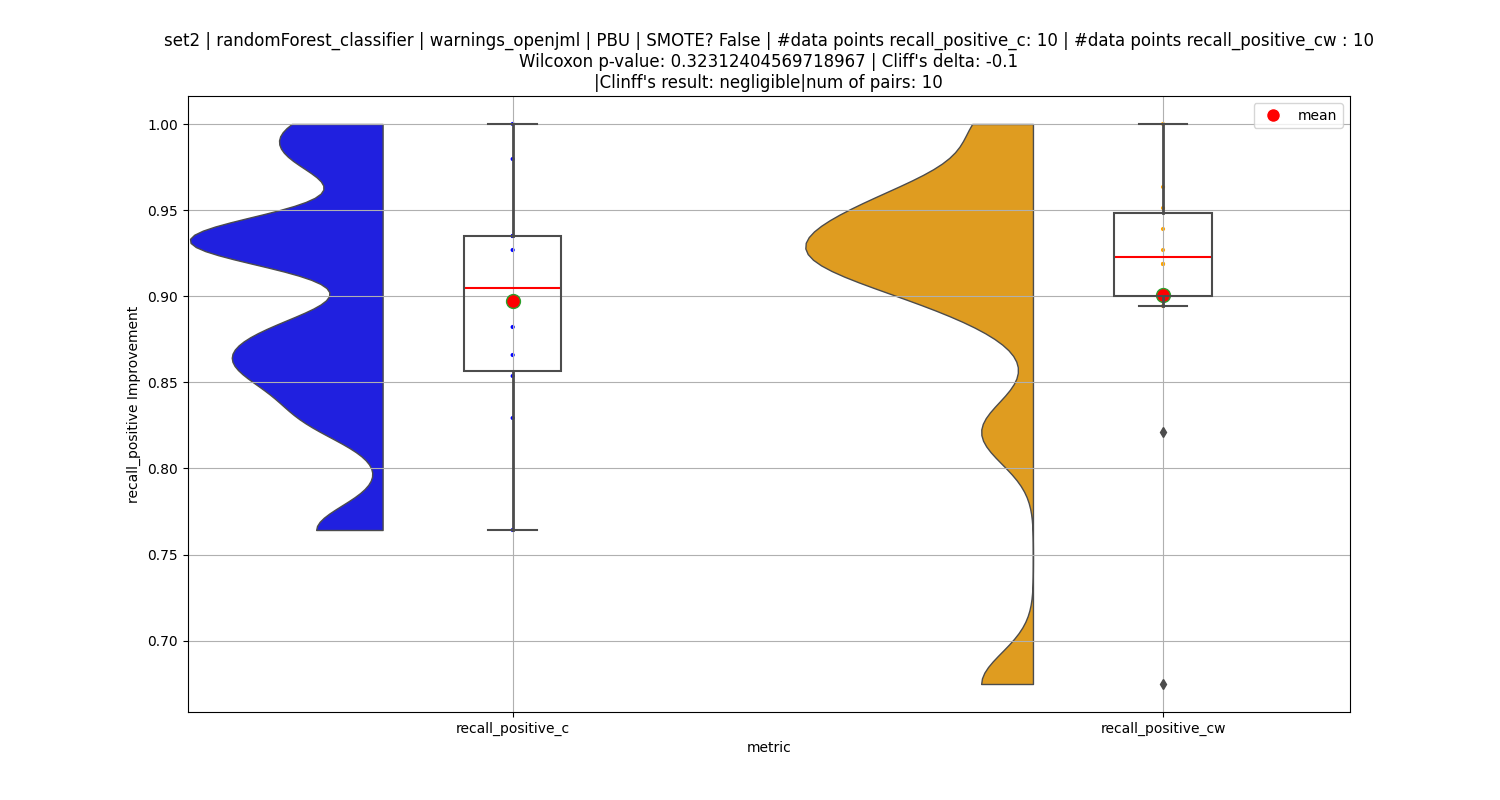 set2 | randomForest_classifier | warnings_openjml | PBU | SMOTE? False | #data points recall_positive_c: 10 | #data points recall_positive_cw : 10
Wilcoxon p-value: 0.32312404569718967 | Cliff's delta: -0.1
|Clinff's result: negligible|num of pairs: 10
mean
1.00
0.95
0.90
0.85
0.80
0.75
0.70
recall_positive Improvement
recall_positive_c
recall_positive_cw
metric